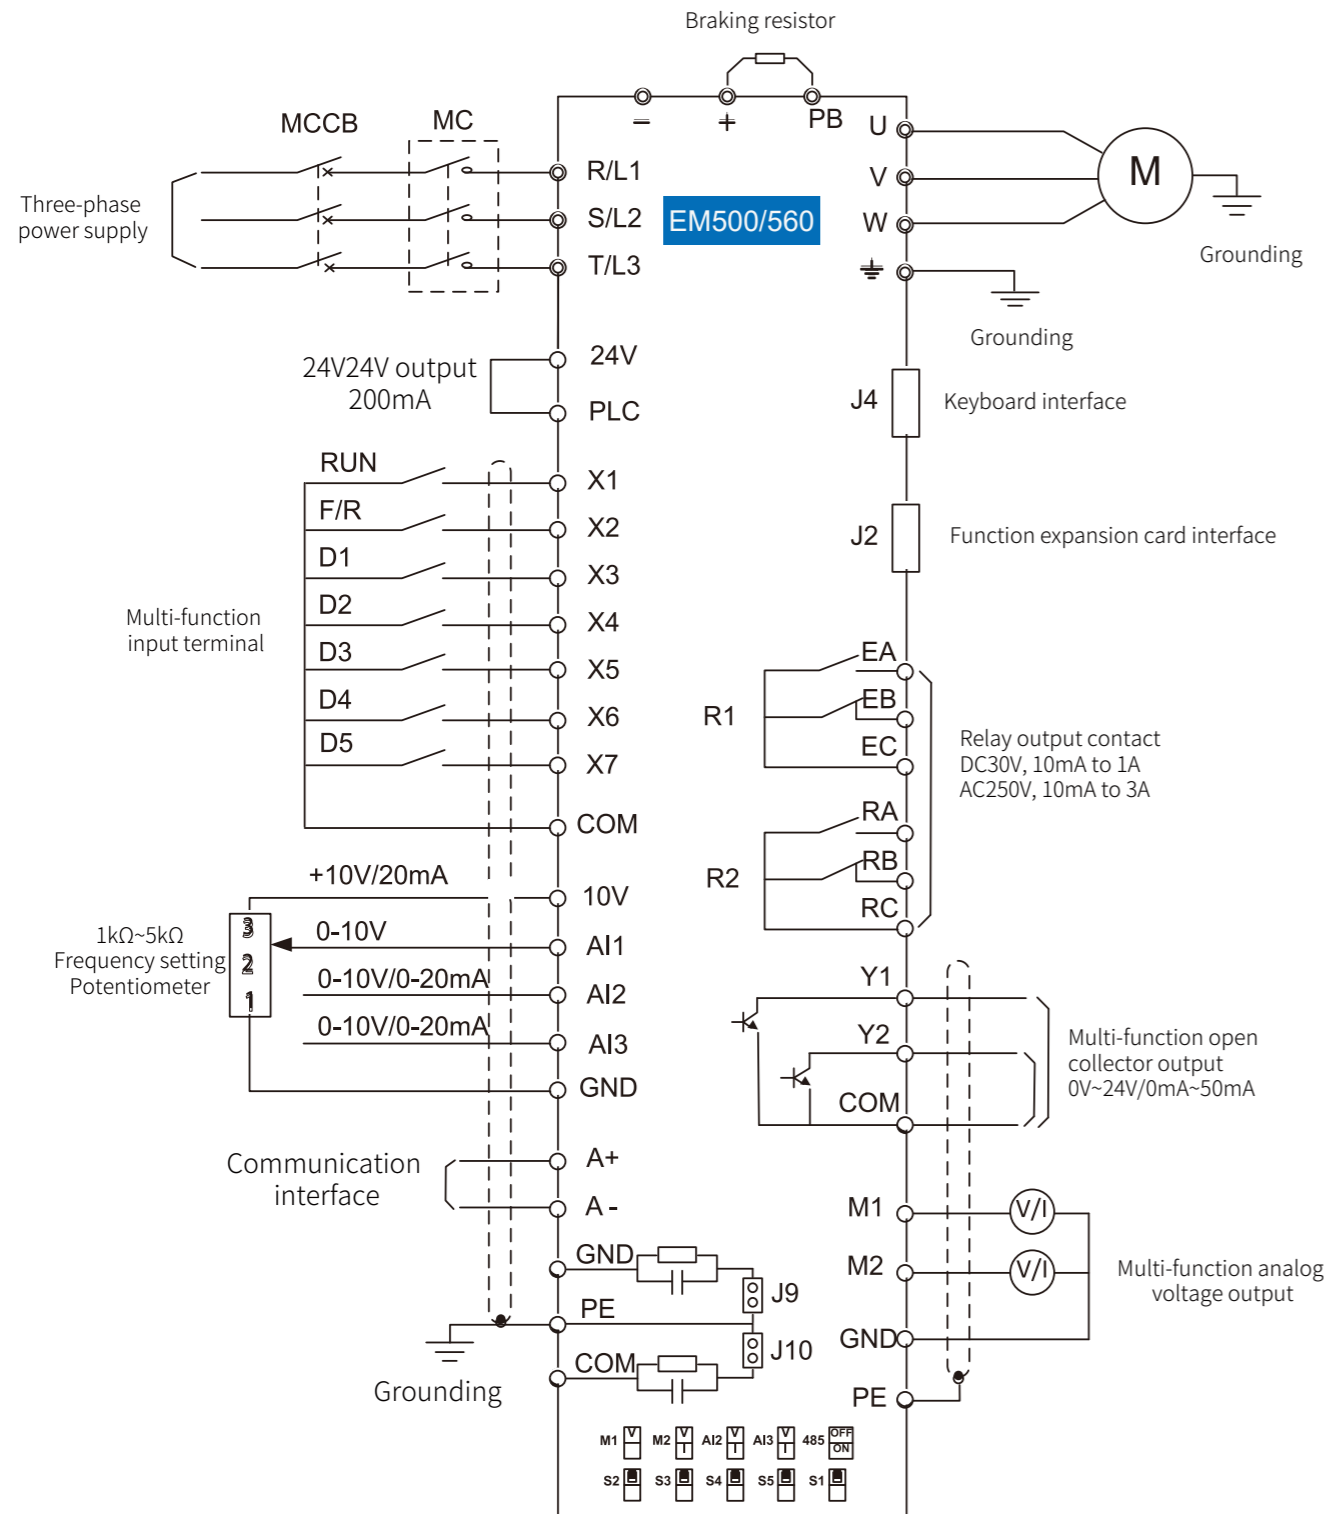 Braking resistor
MCCB
MC
−
+
PB
U
V
W
M
R/L1
S/L2
T/L3
Three-phase
power supply
EM500/560
Grounding
Grounding
24V24V output
200mA
24V
PLC
J4
Keyboard interface
J2
Function expansion card interface
RUN
F/R
D1
D2
D3
D4
D5
X1
X2
X3
X4
X5
X6
X7
COM
Multi-function
input terminal
R1
EA
EB
EC
R2
RA
RB
RC
Relay output contact
DC30V, 10mA to 1A
AC250V, 10mA to 3A
+10V/20mA
0-10V
0-10V/0-20mA
0-10V/0-20mA
10V
AI1
AI2
AI3
GND
1kΩ~5kΩ
Frequency setting
Potentiometer
3
2
1
Y1
Y2
COM
Multi-function open
collector output
0V~24V/0mA~50mA
Communication
interface
A+
A -
GND
PE
COM
J9
J10
Grounding
M1
M2
GND
PE
V/I
V/I
Multi-function analog
voltage output
M1 V
M2 V I
AI2 V I
AI3 V I
485 OFF ON
S2
S3
S4
S5
S1